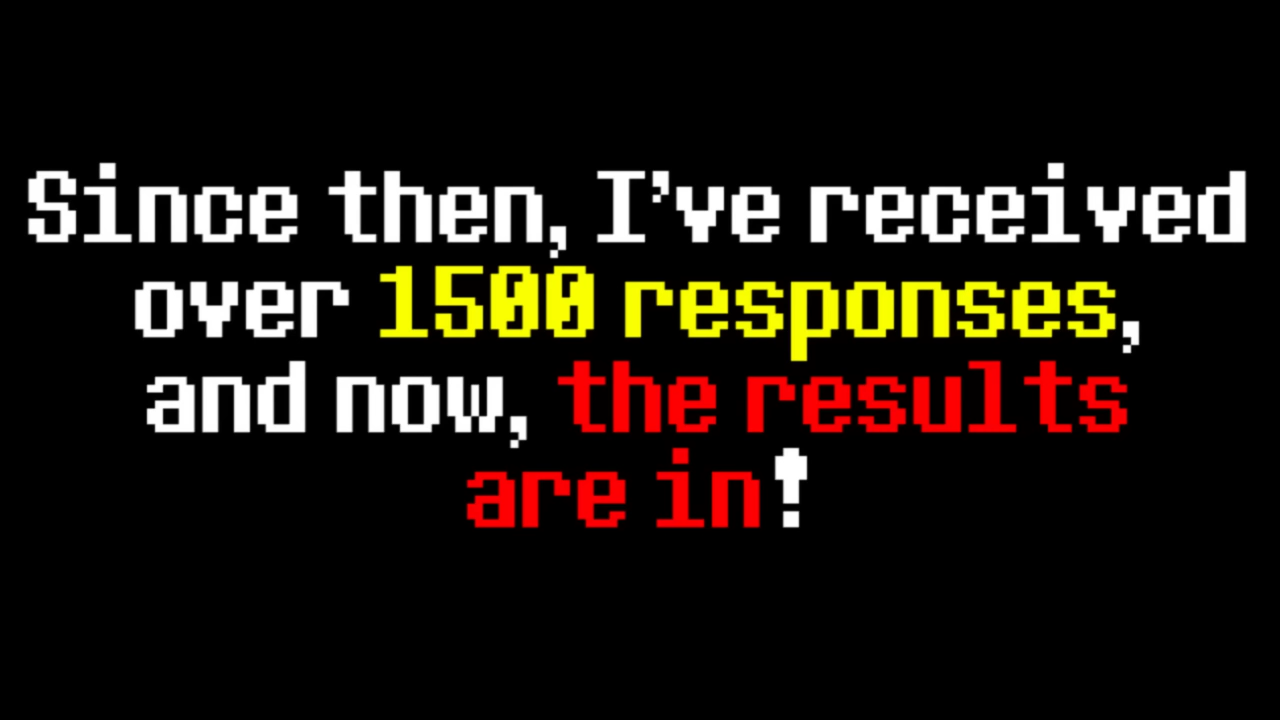 Since then, I've received
over 1500 responses,
and now, the results
are in!